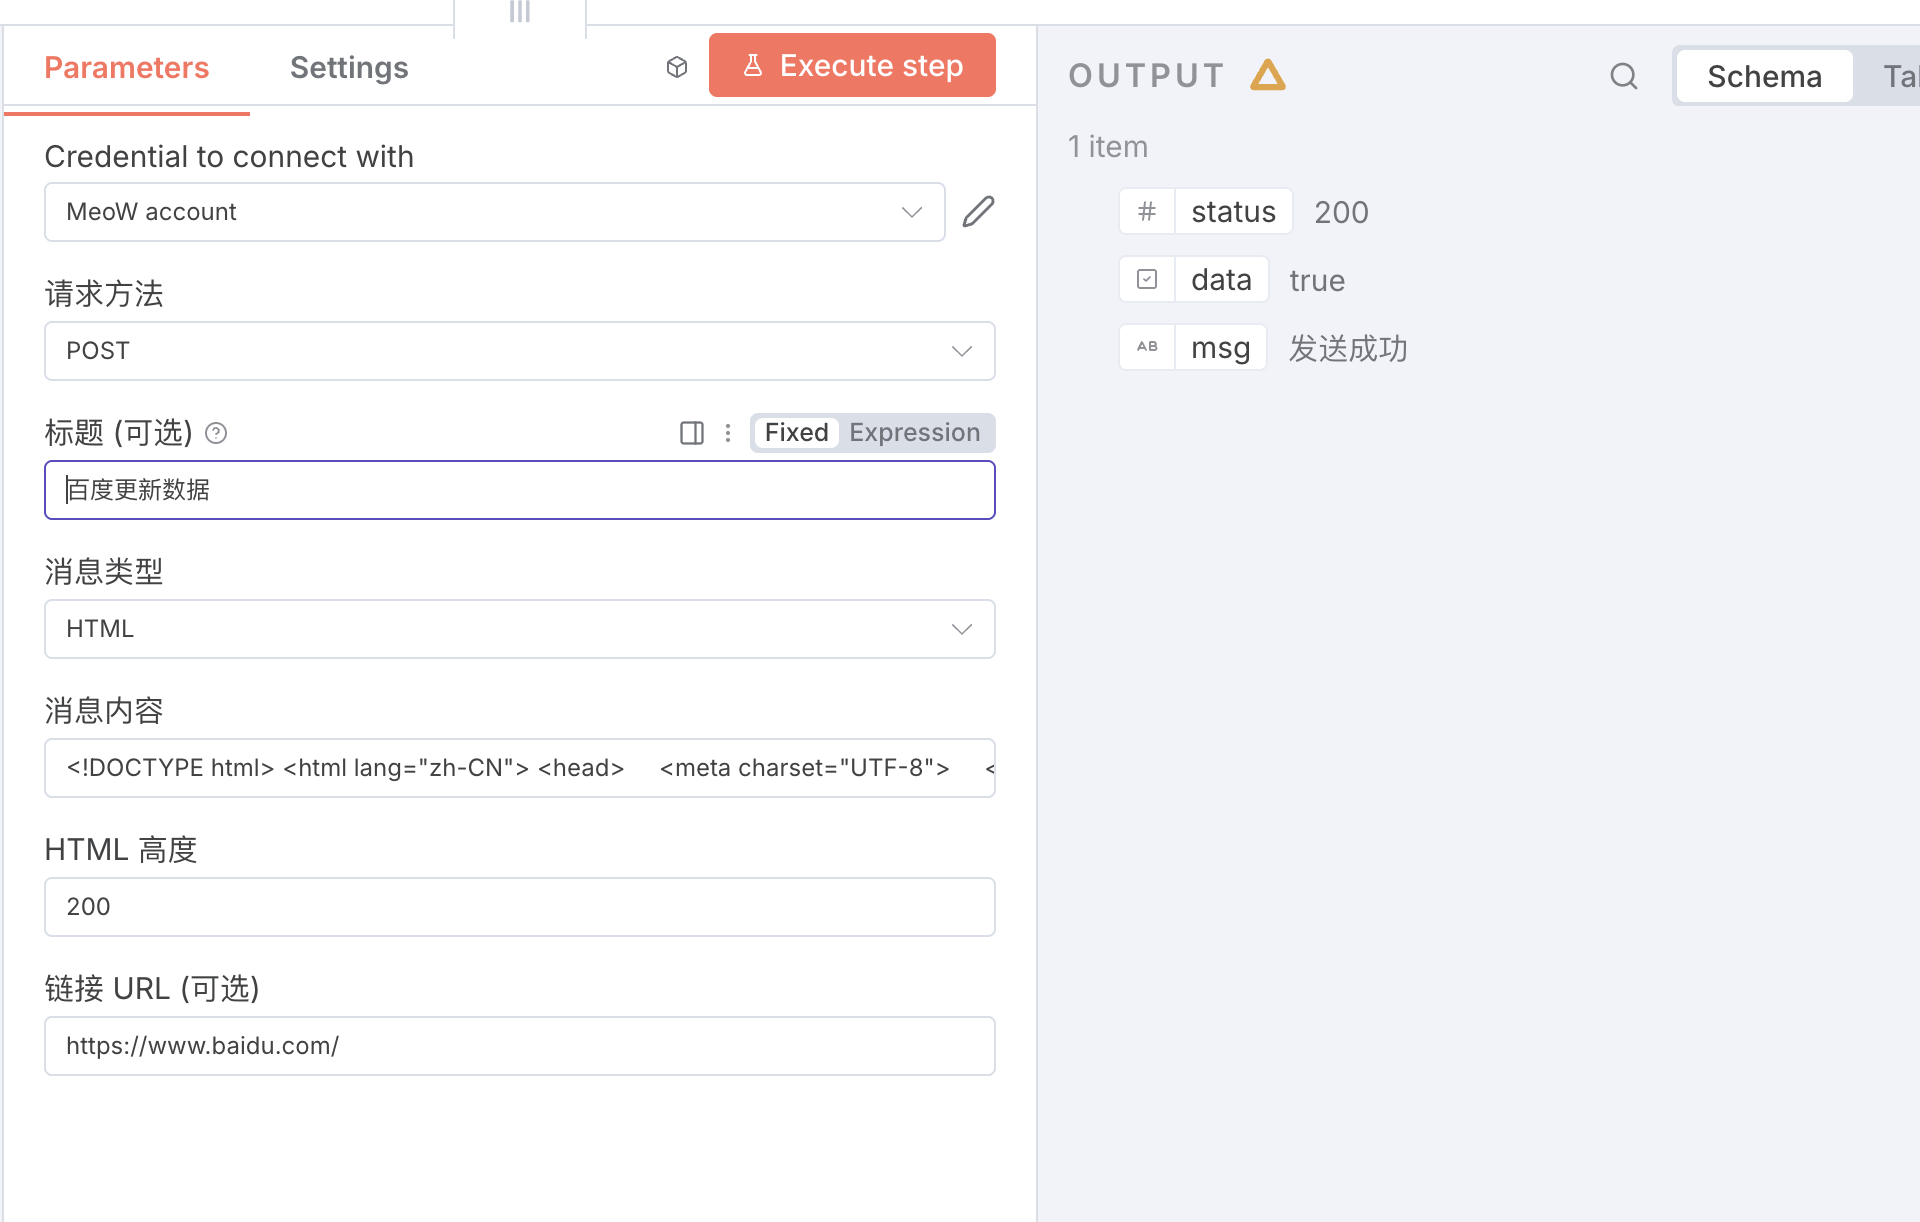 Parameters
Settings
Execute step
Credential to connect with
MeoW account
请求方法
POST
标题 (可选)
Fixed
Expression
百度更新数据
消息类型
HTML
消息内容
<!DOCTYPE html> <html lang="zh-CN"> <head> <meta charset="UTF-8"> <
HTML 高度
200
链接 URL (可选)
https://www.baidu.com/
OUTPUT
Schema
1 item
# status 200
data true
AB msg 发送成功